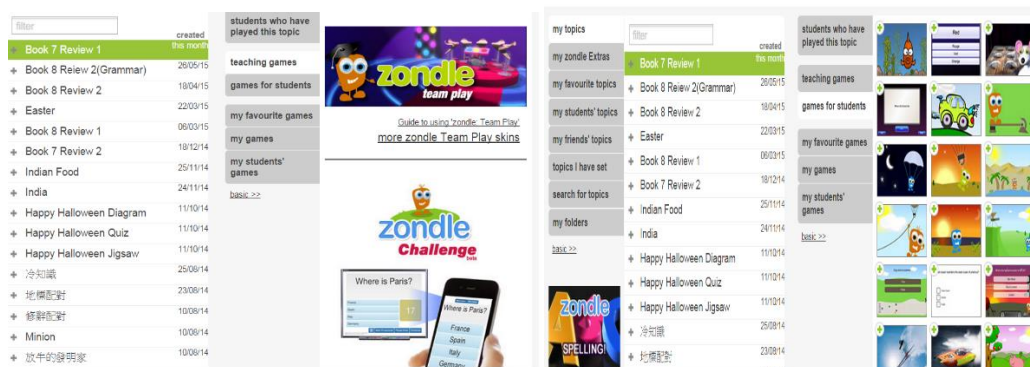 filter
created
Book 7 Review 1
this month
Book 8 Reiew 2(Grammar)
26/05/15
Book 8 Review 2
18/04/15
Easter
22/03/15
Book 8 Review 1
06/03/15
Book 7 Review 2
18/12/14
Indian Food
25/11/14
India
24/11/14
Happy Halloween Diagram
11/10/14
Happy Halloween Quiz
11/10/14
Happy Halloween Jigsaw
11/10/14
冷知識
25/08/14
地標配對
23/08/14
修辭配對
10/08/14
Minion
10/08/14
放牛的發明家
10/08/14
students who have
played this topic
teaching games
games for students
my favourite games
my games
my students'
games
basic >>
zondle
team play
Guide to using 'zondle: Team Play'
more zondle Team Play skins
zondle
Challenge
beta
Where is Paris?
17
Where is Paris?
France
Spain
Italy
Germany
my topics
my zondle Extras
my favourite topics
my students' topics
my friends' topics
topics I have set
search for topics
my folders
basic >>
zondle
SPELLING!
filter
created
Book 7 Review 1
this month
Book 8 Reiew 2(Grammar)
26/05/15
Book 8 Review 2
18/04/15
Easter
22/03/15
Book 8 Review 1
06/03/15
Book 7 Review 2
18/12/14
Indian Food
25/11/14
India
24/11/14
Happy Halloween Diagram
11/10/14
Happy Halloween Quiz
11/10/14
Happy Halloween Jigsaw
11/10/14
冷知識
25/08/14
地標配對
23/08/14
students who have
played this topic
teaching games
games for students
my favourite games
my games
my students'
games
basic >>